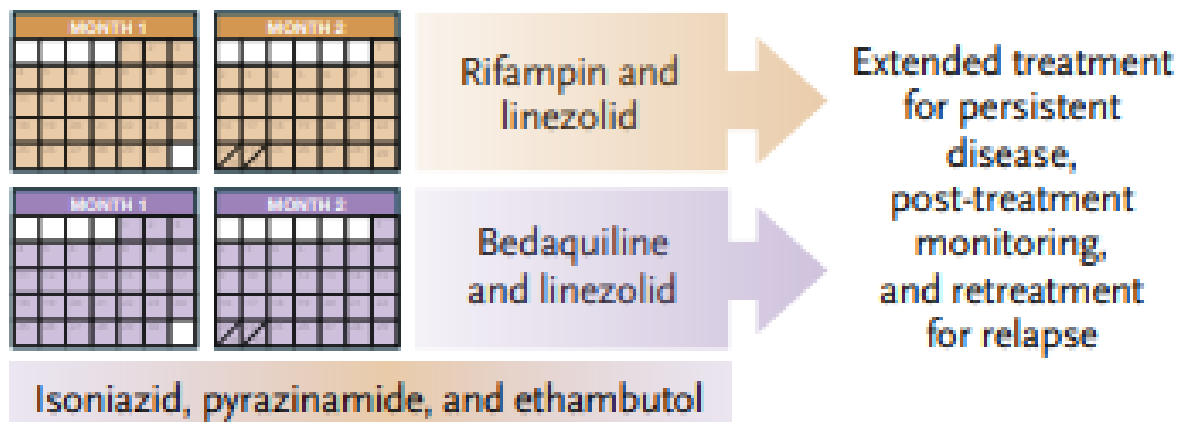 MONTH 1
MONTH 2
Rifampin and
linezolid
MONTH 1
MONTH 2
Bedaquiline
and linezolid
Isoniazid, pyrazinamide, and ethambutol
Extended treatment
for persistent
disease,
post-treatment
monitoring,
and retreatment
for relapse